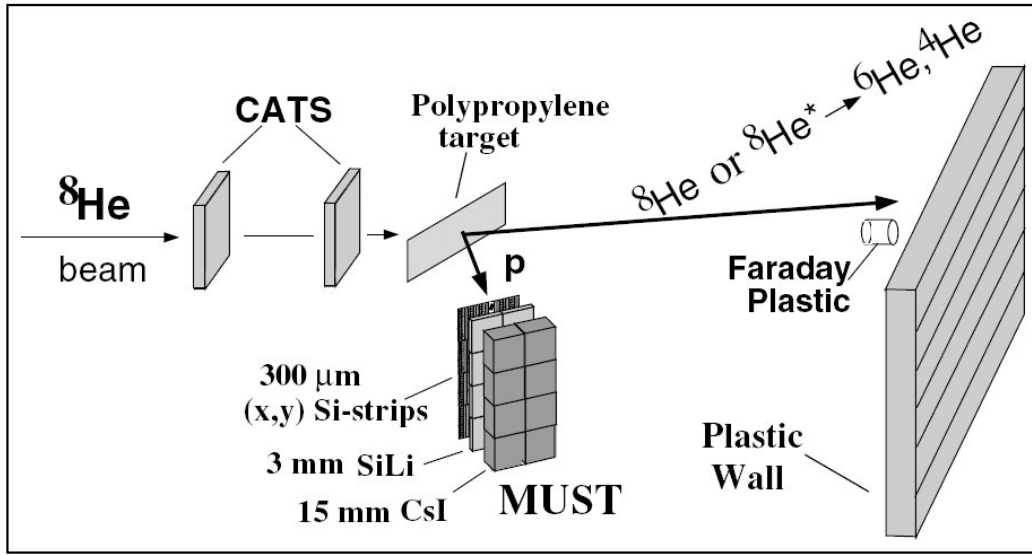 CATS
Polypropylene
target
⁸He
beam
⁸He or ⁸He* → ⁶He, ⁴He
p
Faraday
Plastic
300 μm
(x,y) Si-strips
3 mm SiLi
15 mm CsI
MUST
Plastic
Wall